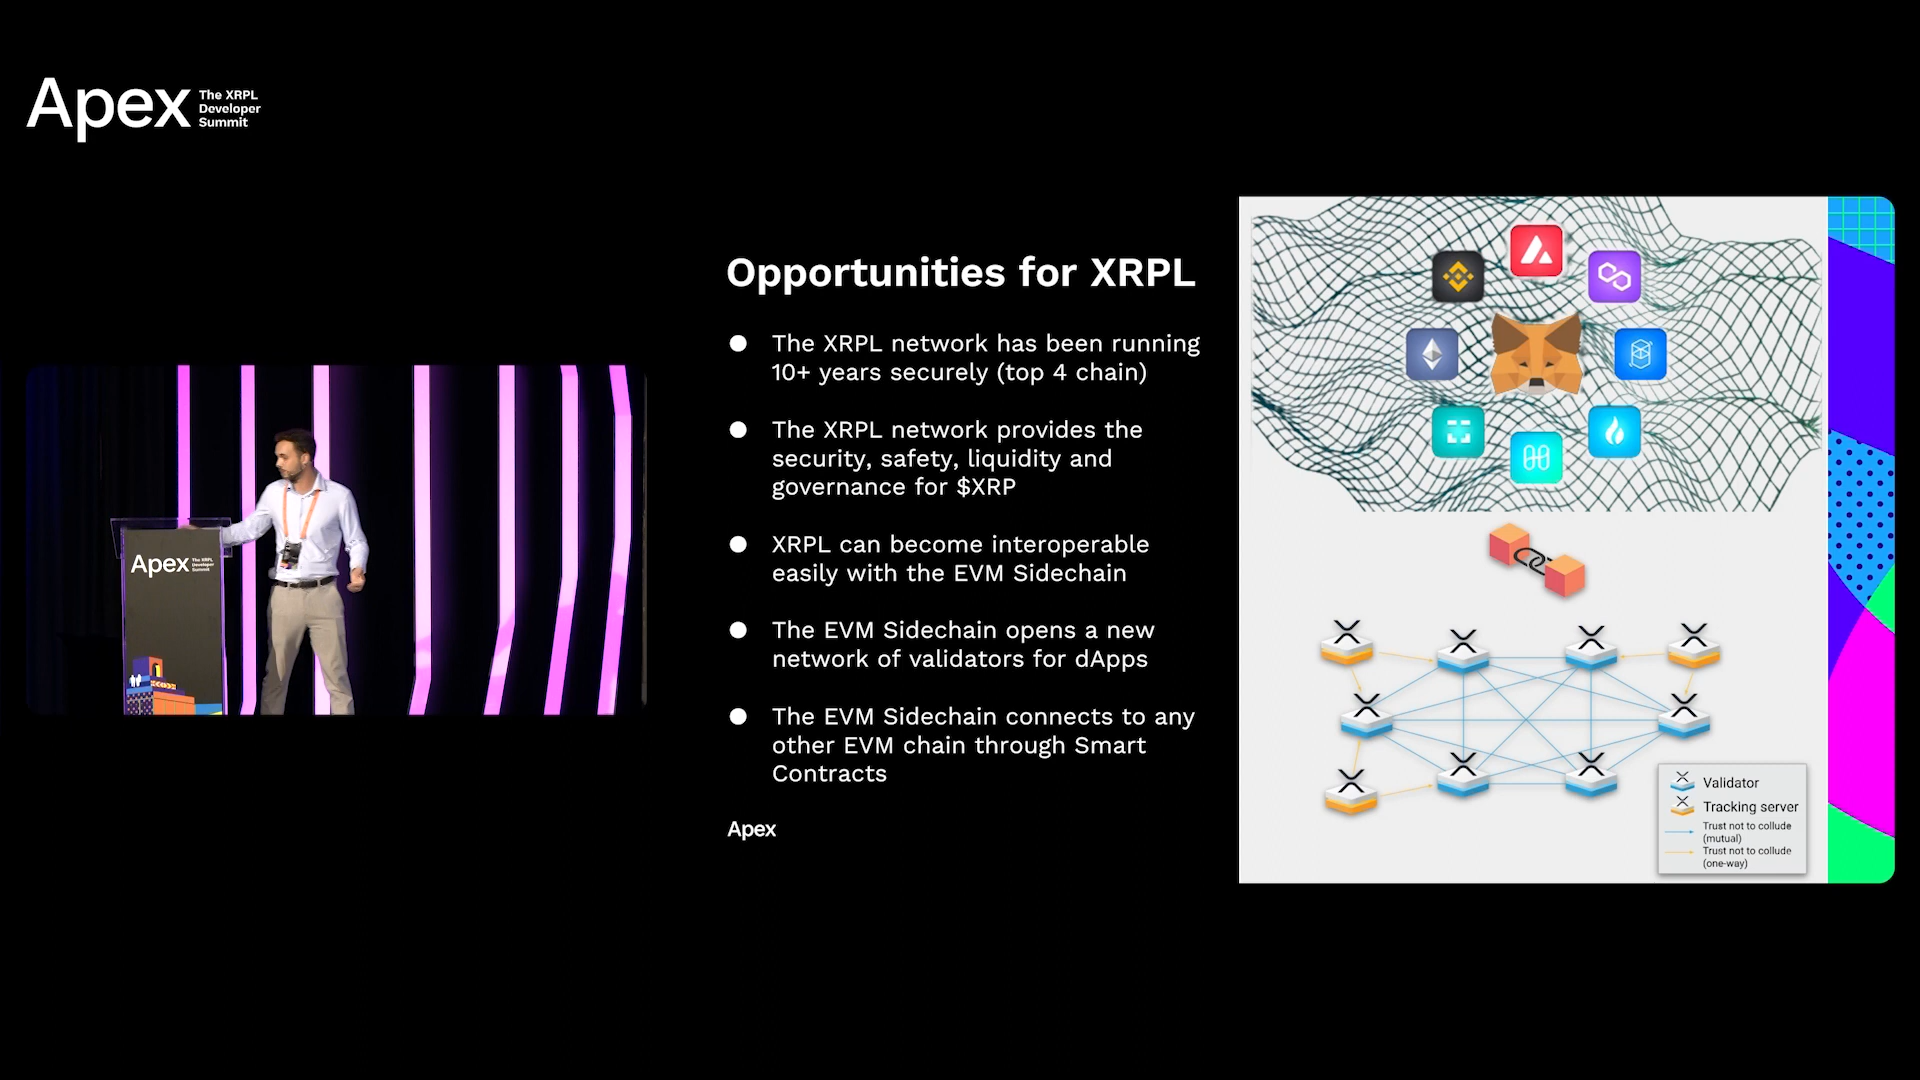 Apex
The XRPL
Developer
Summit
Opportunities for XRPL
The XRPL network has been running
10+ years securely (top 4 chain)
The XRPL network provides the
security, safety, liquidity and
governance for $XRP
XRPL can become interoperable
easily with the EVM Sidechain
The EVM Sidechain opens a new
network of validators for dApps
The EVM Sidechain connects to any
other EVM chain through Smart
Contracts
Apex
Apex
The XRPL
Developer
Summit
Validator
Tracking server
Trust not to collude
(mutual)
Trust not to collude
(one-way)